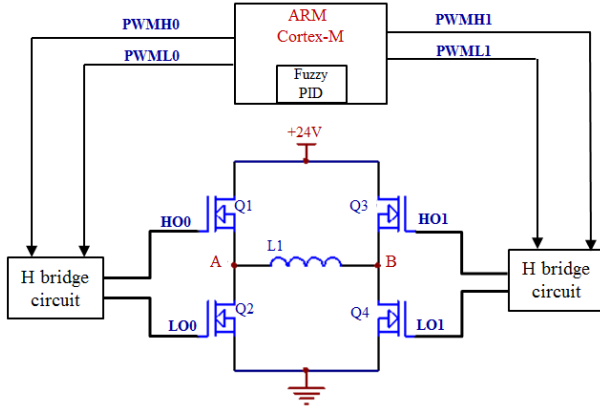 ARM
Cortex-M
Fuzzy
PID
PWMH0
PWML0
PWMH1
PWML1
+24V
Q1
Q3
HO0
HO1
L1
A
B
H bridge
circuit
H bridge
circuit
Q2
Q4
LO0
LO1